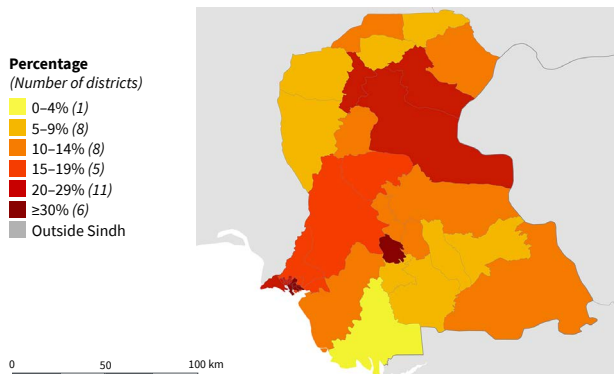 Percentage
(Number of districts)
0–4% (1)
5–9% (8)
10–14% (8)
15–19% (5)
20–29% (11)
≥30% (6)
Outside Sindh
0 50 100 km